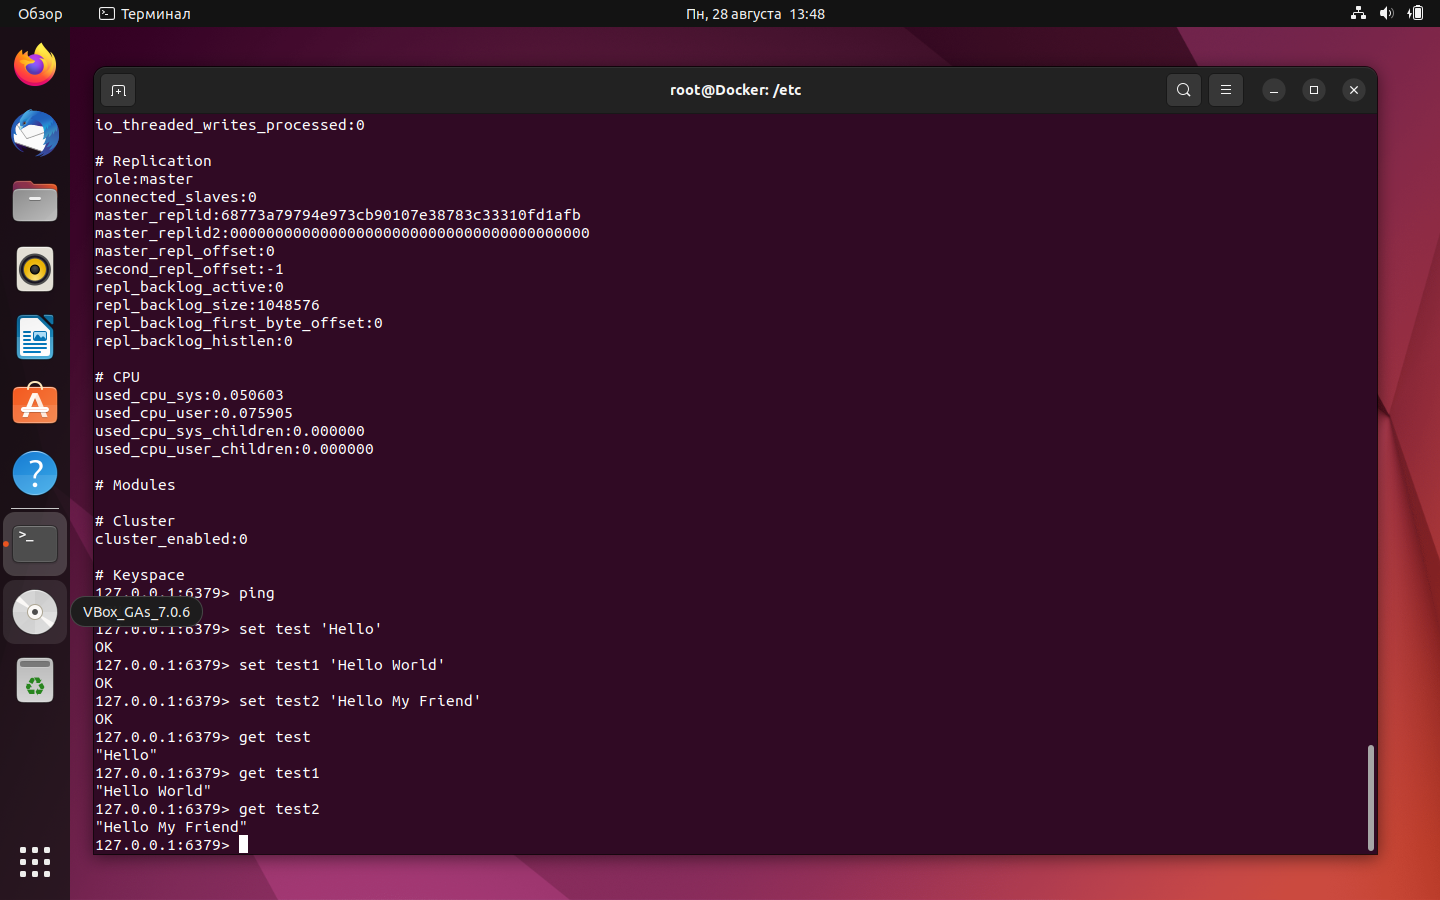 Обзор
Терминал
Пн, 28 августа 13:48
root@Docker: /etc
io_threaded_writes_processed:0
# Replication
role:master
connected_slaves:0
master_replid:68773a79794e973cb90107e38783c33310fd1afb
master_replid2:0000000000000000000000000000000000000000
master_repl_offset:0
second_repl_offset:-1
repl_backlog_active:0
repl_backlog_size:1048576
repl_backlog_first_byte_offset:0
repl_backlog_histlen:0
# CPU
used_cpu_sys:0.050603
used_cpu_user:0.075905
used_cpu_sys_children:0.000000
used_cpu_user_children:0.000000
# Modules
# Cluster
cluster_enabled:0
# Keyspace
127.0.0.1:6379> ping
VBox_GAs_7.0.6
127.0.0.1:6379> set test 'Hello'
OK
127.0.0.1:6379> set test1 'Hello World'
OK
127.0.0.1:6379> set test2 'Hello My Friend'
OK
127.0.0.1:6379> get test
"Hello"
127.0.0.1:6379> get test1
"Hello World"
127.0.0.1:6379> get test2
"Hello My Friend"
127.0.0.1:6379>